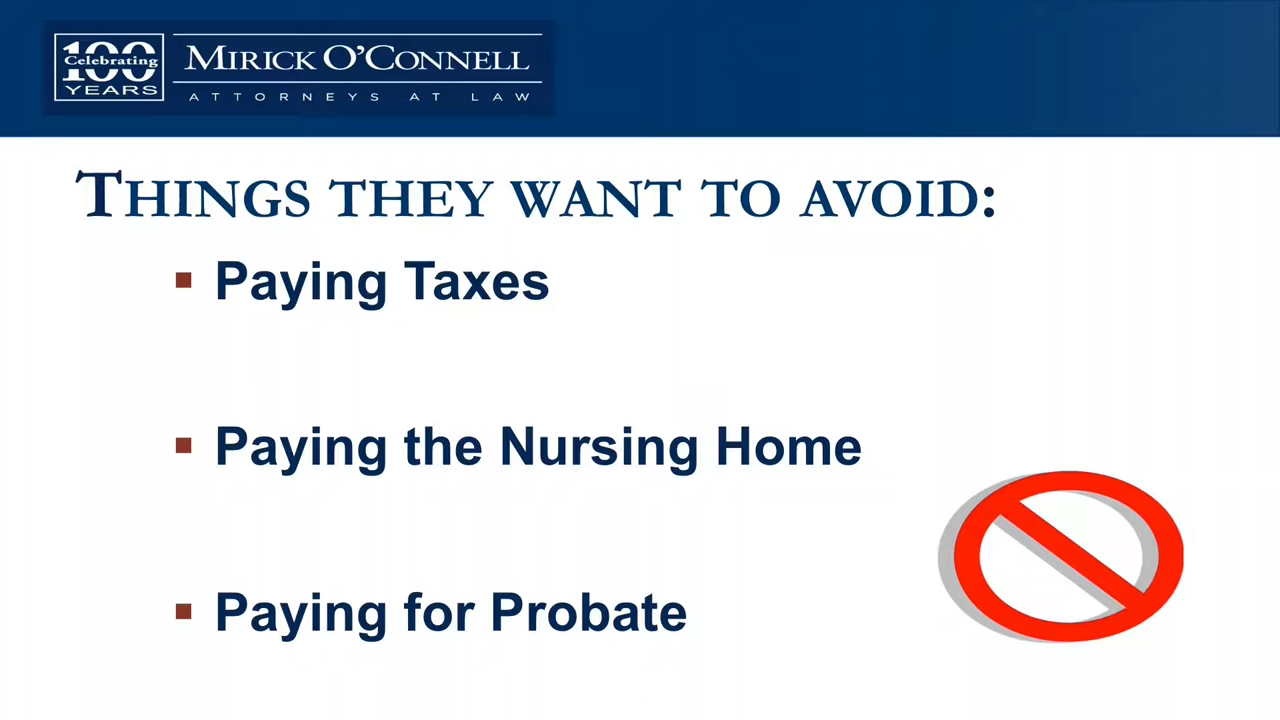 100
Celebrating
YEARS
MIRICK O'CONNELL
ATTORNEYS AT LAW
THINGS THEY WANT TO AVOID:
▪ Paying Taxes
▪ Paying the Nursing Home
▪ Paying for Probate